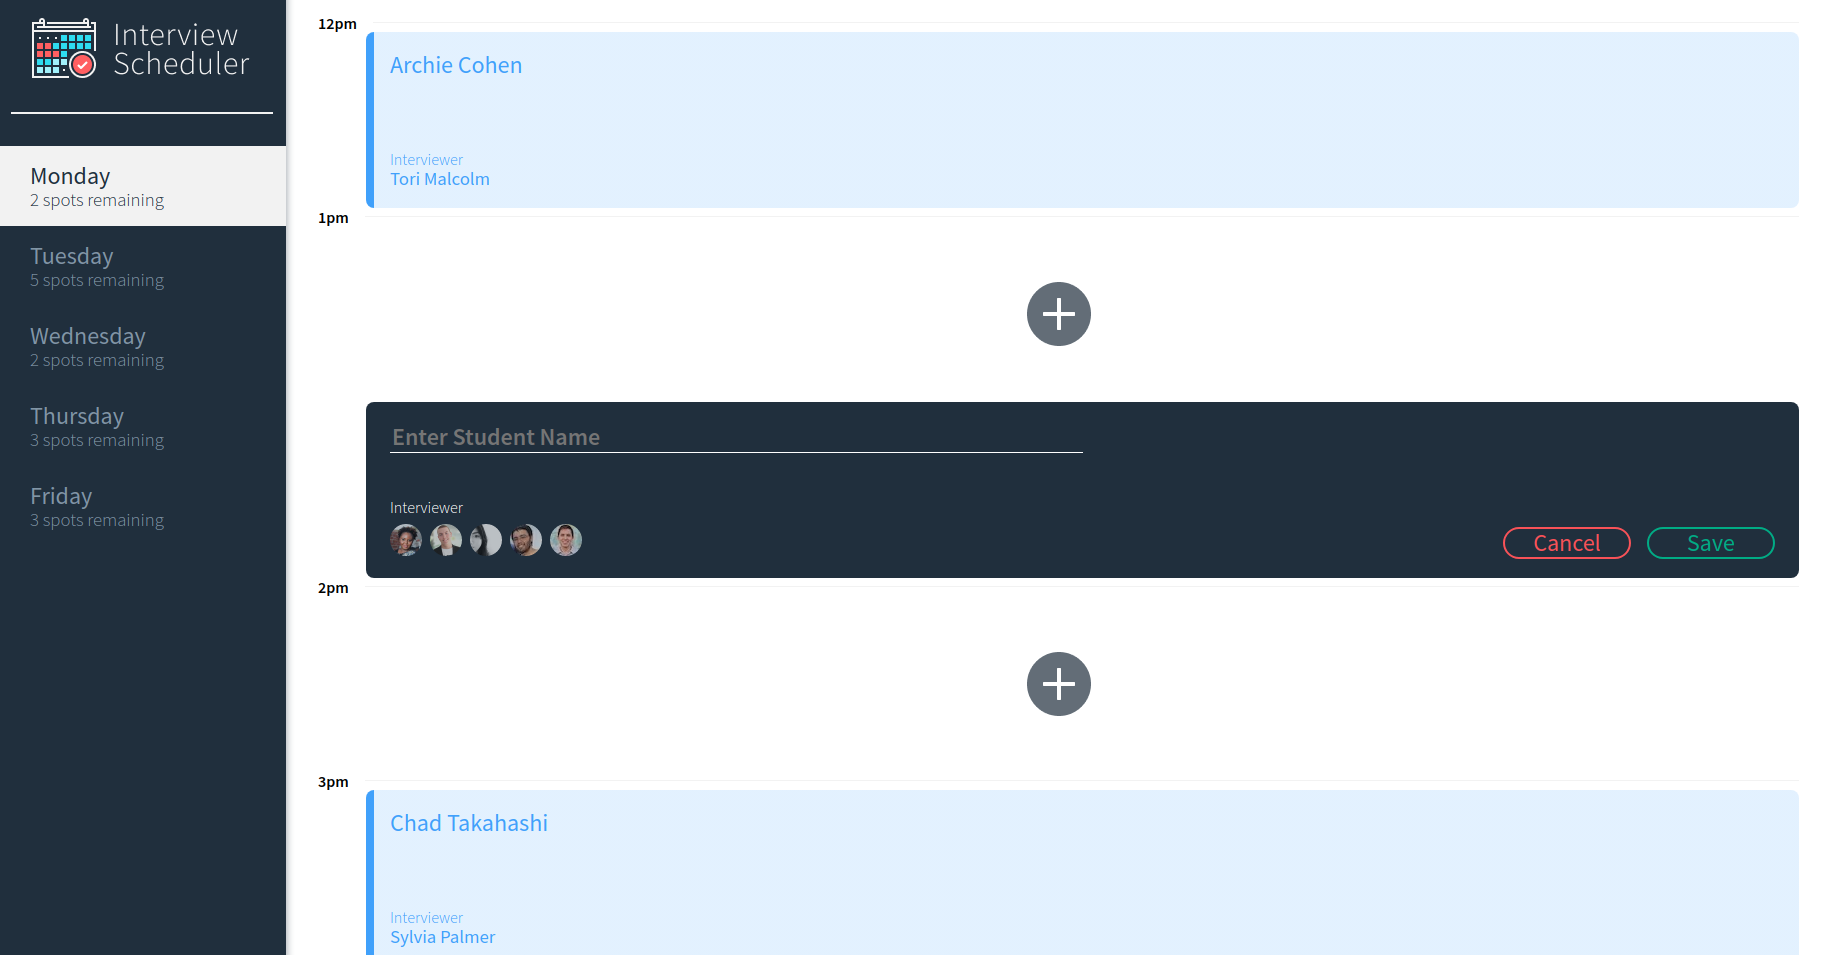 Interview
Scheduler
Monday
2 spots remaining
Tuesday
5 spots remaining
Wednesday
2 spots remaining
Thursday
3 spots remaining
Friday
3 spots remaining
12pm
Archie Cohen
Interviewer
Tori Malcolm
1pm
Enter Student Name
Interviewer
Cancel
Save
2pm
3pm
Chad Takahashi
Interviewer
Sylvia Palmer